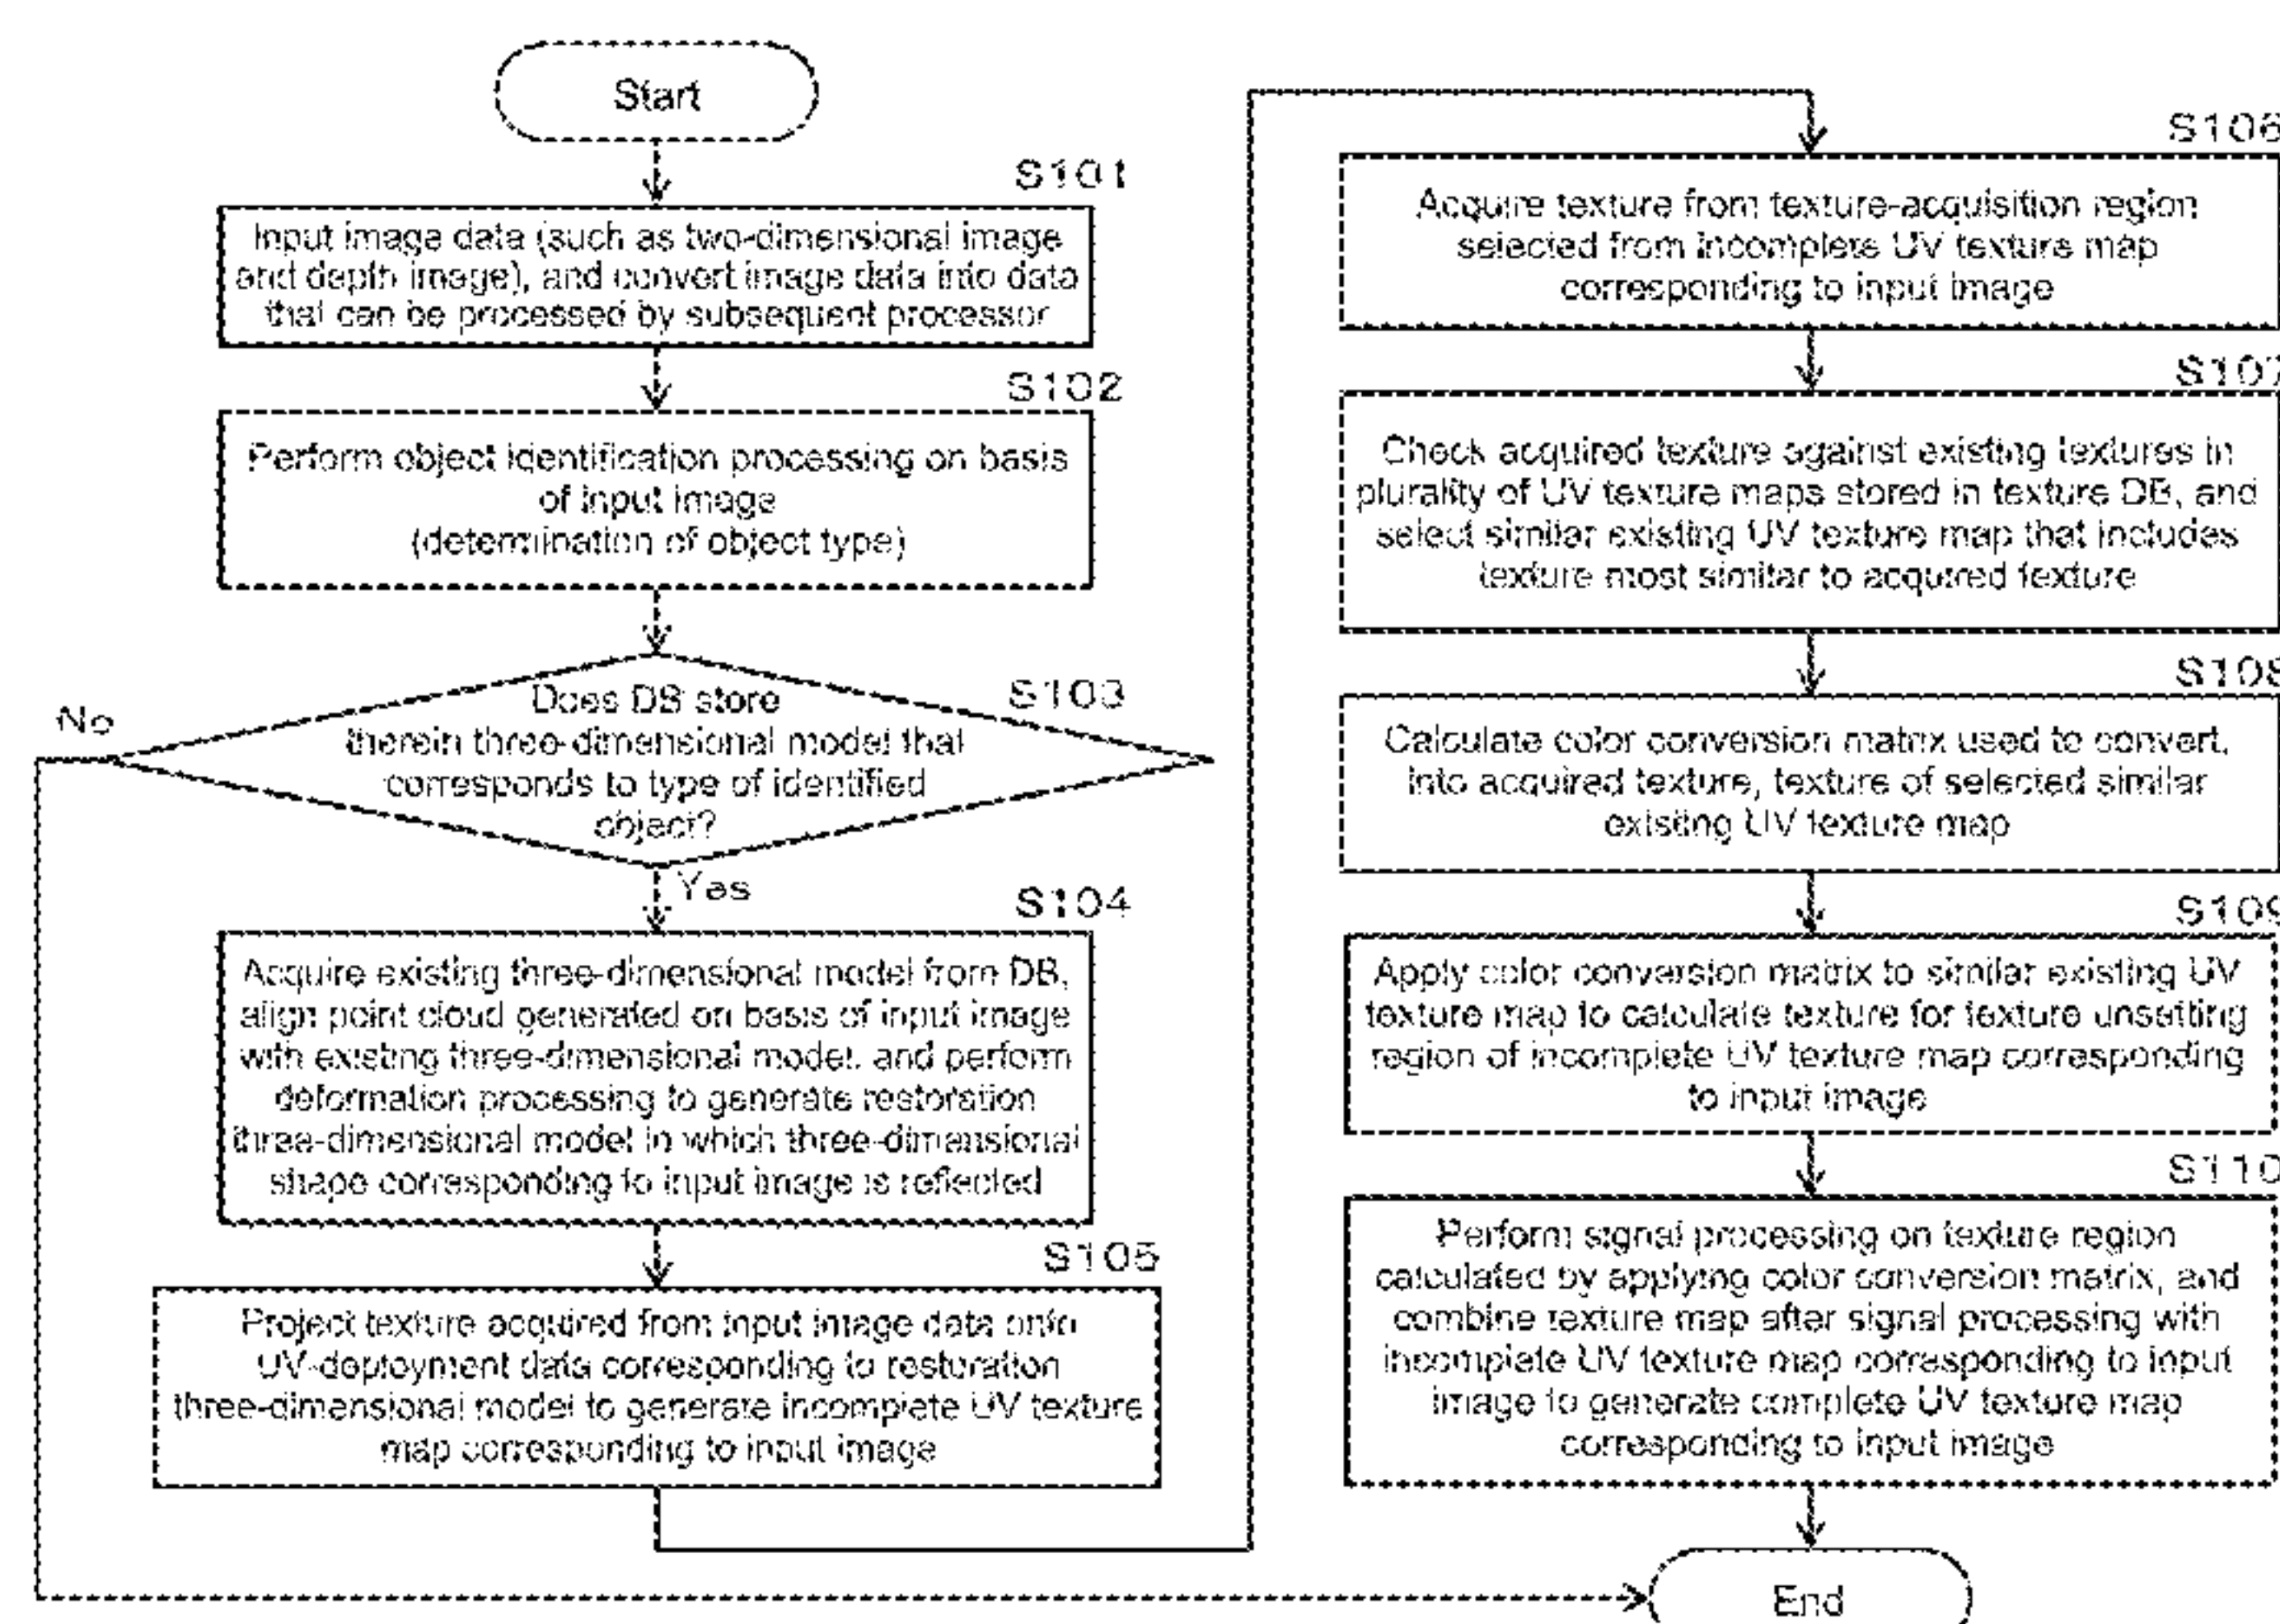 Start
S101
Input image data (such as two-dimensional image
and depth image), and convert image data into data
that can be processed by subsequent processor
S102
Perform object identification processing on basis
of input image
(determination of object type)
S103
Does DB store
therein three-dimensional model that
corresponds to type of identified
object?
No
Yes
S104
Acquire existing three-dimensional model from DB,
align point cloud generated on basis of input image
with existing three-dimensional model, and perform
deformation processing to generate restoration
three-dimensional model in which three-dimensional
shape corresponding to input image is reflected
S105
Project texture acquired from input image data onto
UV-deployment data corresponding to restoration
three-dimensional model to generate incomplete UV texture
map corresponding to input image
S106
Acquire texture from texture-acquisition region
selected from incomplete UV texture map
corresponding to input image
S107
Check acquired texture against existing textures in
plurality of UV texture maps stored in texture DB, and
select similar existing UV texture map that includes
texture most similar to acquired texture
S108
Calculate color conversion matrix used to convert,
into acquired texture, texture of selected similar
existing UV texture map
S109
Apply color conversion matrix to similar existing UV
texture map to calculate texture for texture unsetting
region of incomplete UV texture map corresponding
to input image
S110
Perform signal processing on texture region
calculated by applying color conversion matrix, and
combine texture map after signal processing with
incomplete UV texture map corresponding to input
image to generate complete UV texture map
corresponding to input image
End